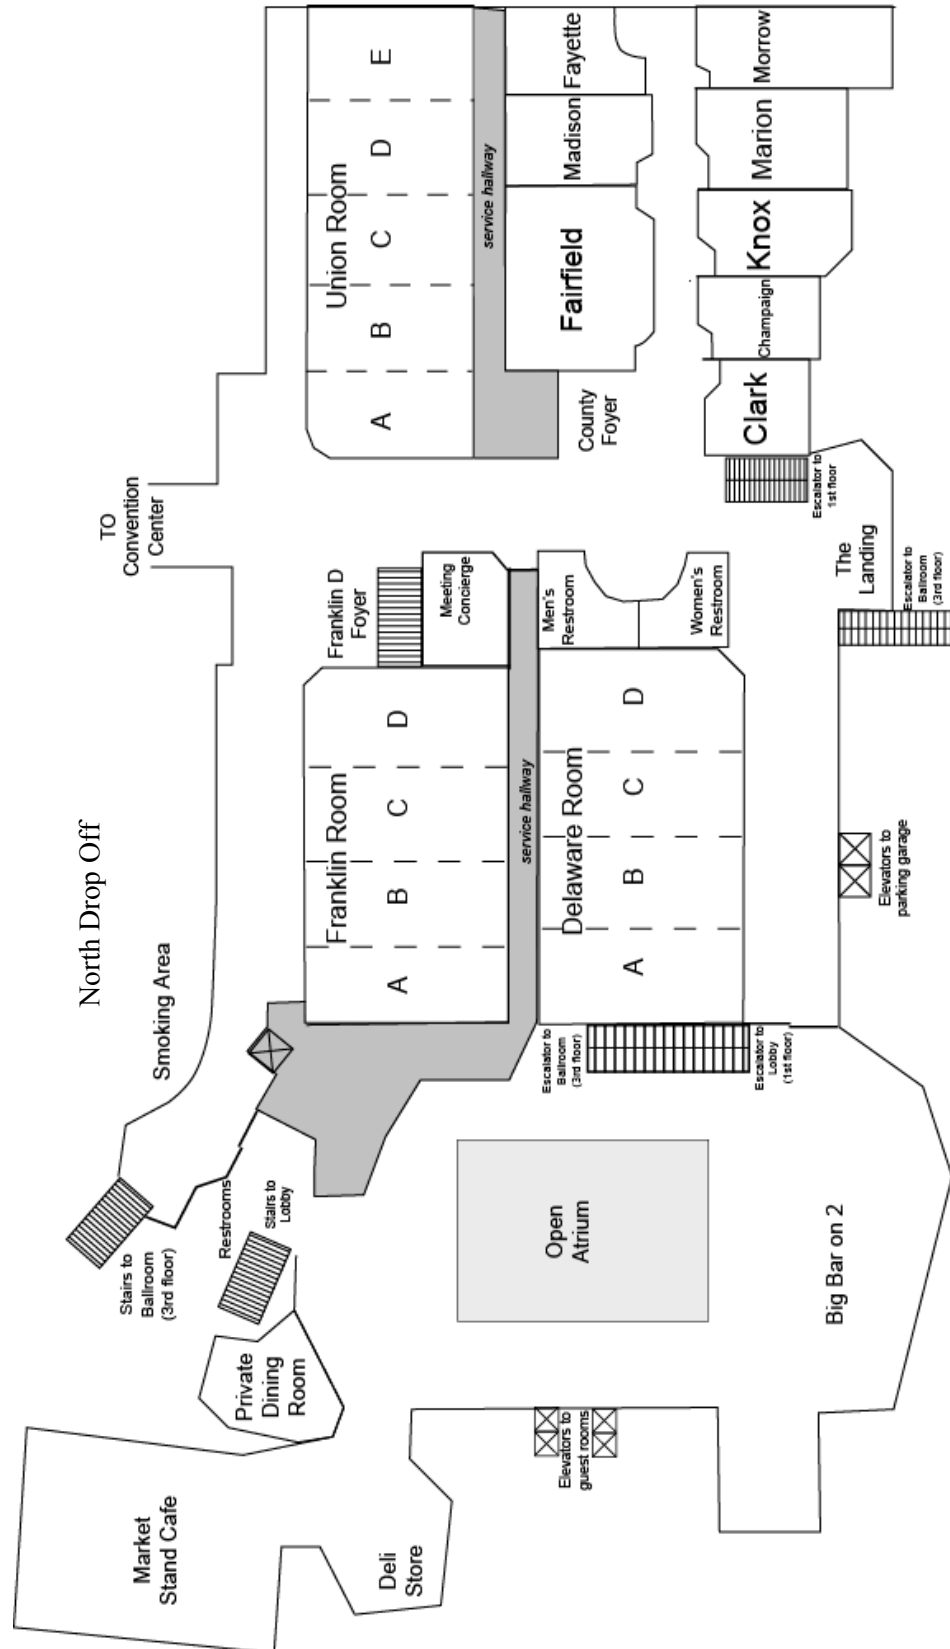 North Drop Off
TO
Convention
Center
Smoking Area
Stairs to
Ballroom
(3rd floor)
Restrooms
Stairs to
Lobby
Private
Dining
Room
Market
Stand Cafe
Deli
Store
Elevators to
guest rooms
Open
Atrium
Big Bar on 2
Franklin Room
A
B
C
D
Franklin D
Foyer
Meeting
Concierge
service hallway
Delaware Room
A
B
C
D
Men's
Restroom
Women's
Restroom
Escalator to
Ballroom
(3rd floor)
Escalator to
Lobby
(1st floor)
Elevators to
parking garage
The
Landing
Escalator to
Ballroom
(3rd floor)
Escalator to
1st floor
Union Room
A
B
C
D
E
service hallway
County
Foyer
Fairfield
Madison
Fayette
Clark
Champaign
Knox
Marion
Morrow